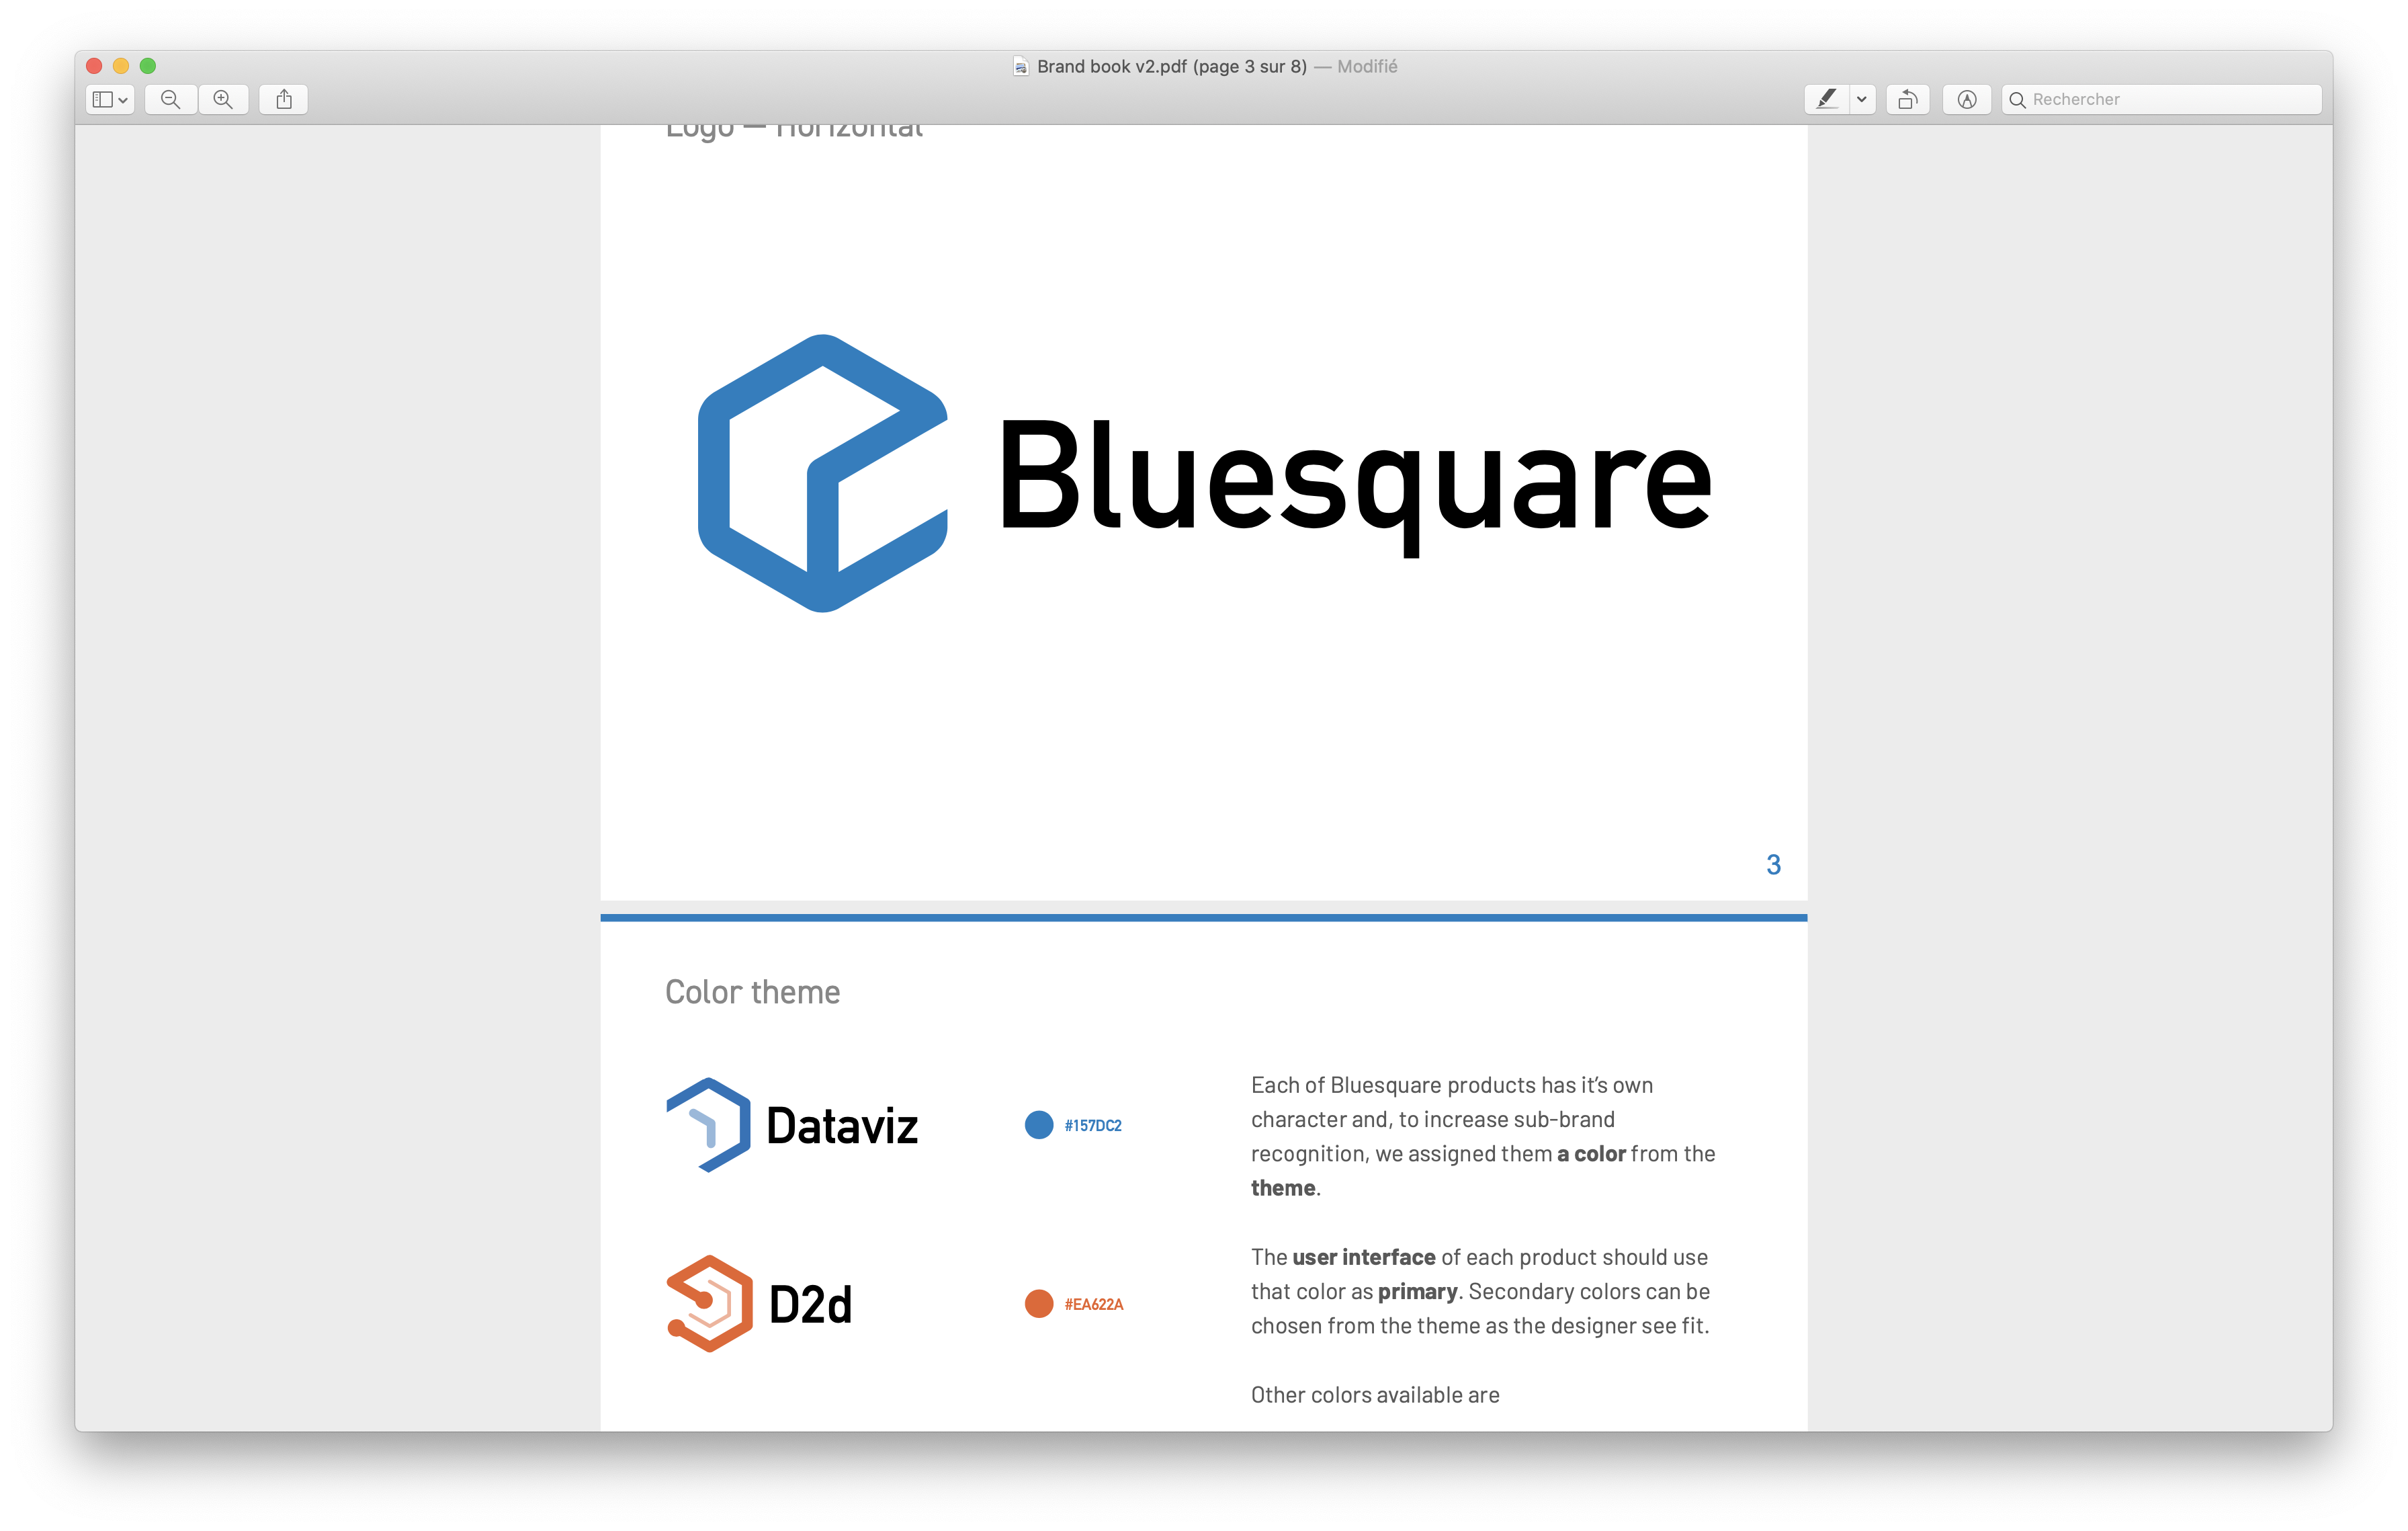 Brand book v2.pdf (page 3 sur 8) — Modifié
Rechercher
Logo — Horizontal
Bluesquare
3
Color theme
Dataviz
#157DC2
D2d
#EA622A
Each of Bluesquare products has it's own
character and, to increase sub-brand
recognition, we assigned them a color from the
theme.
The user interface of each product should use
that color as primary. Secondary colors can be
chosen from the theme as the designer see fit.
Other colors available are